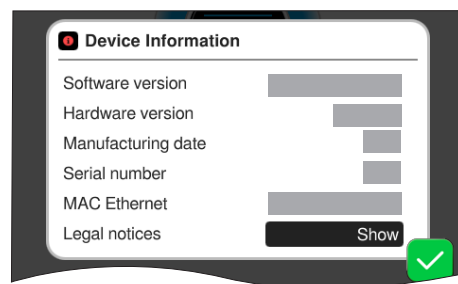 Device Information
Software version
Hardware version
Manufacturing date
Serial number
MAC Ethernet
Legal notices Show